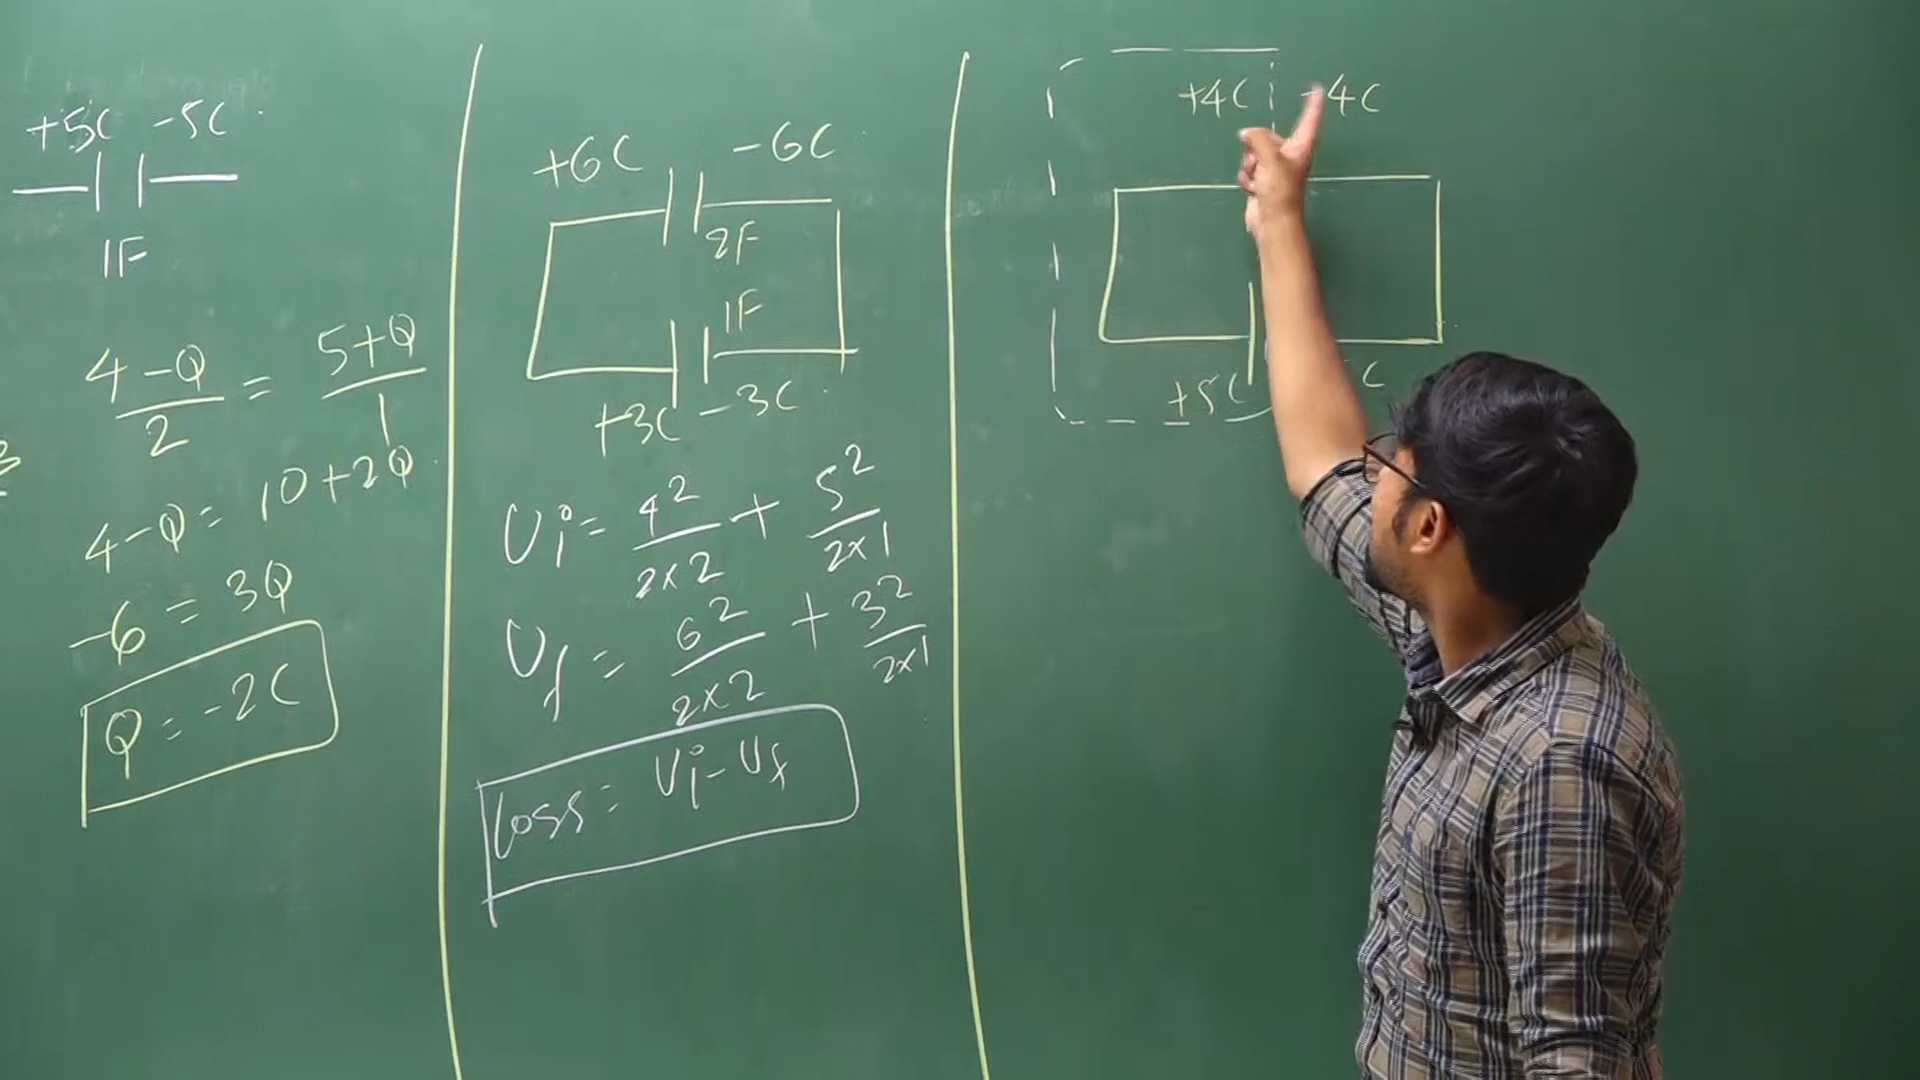 +5C -5C
1F
4-Q/2 = 5+Q/1
4-Q = 10+2Q
-6 = 3Q
Q = -2C
+6C -6C
2F
1F
+3C -3C
Ui = 4²/2×2 + 5²/2×1
Uf = 6²/2×2 + 3²/2×1
Loss = Ui - Uf
+4C -4C
+5C C